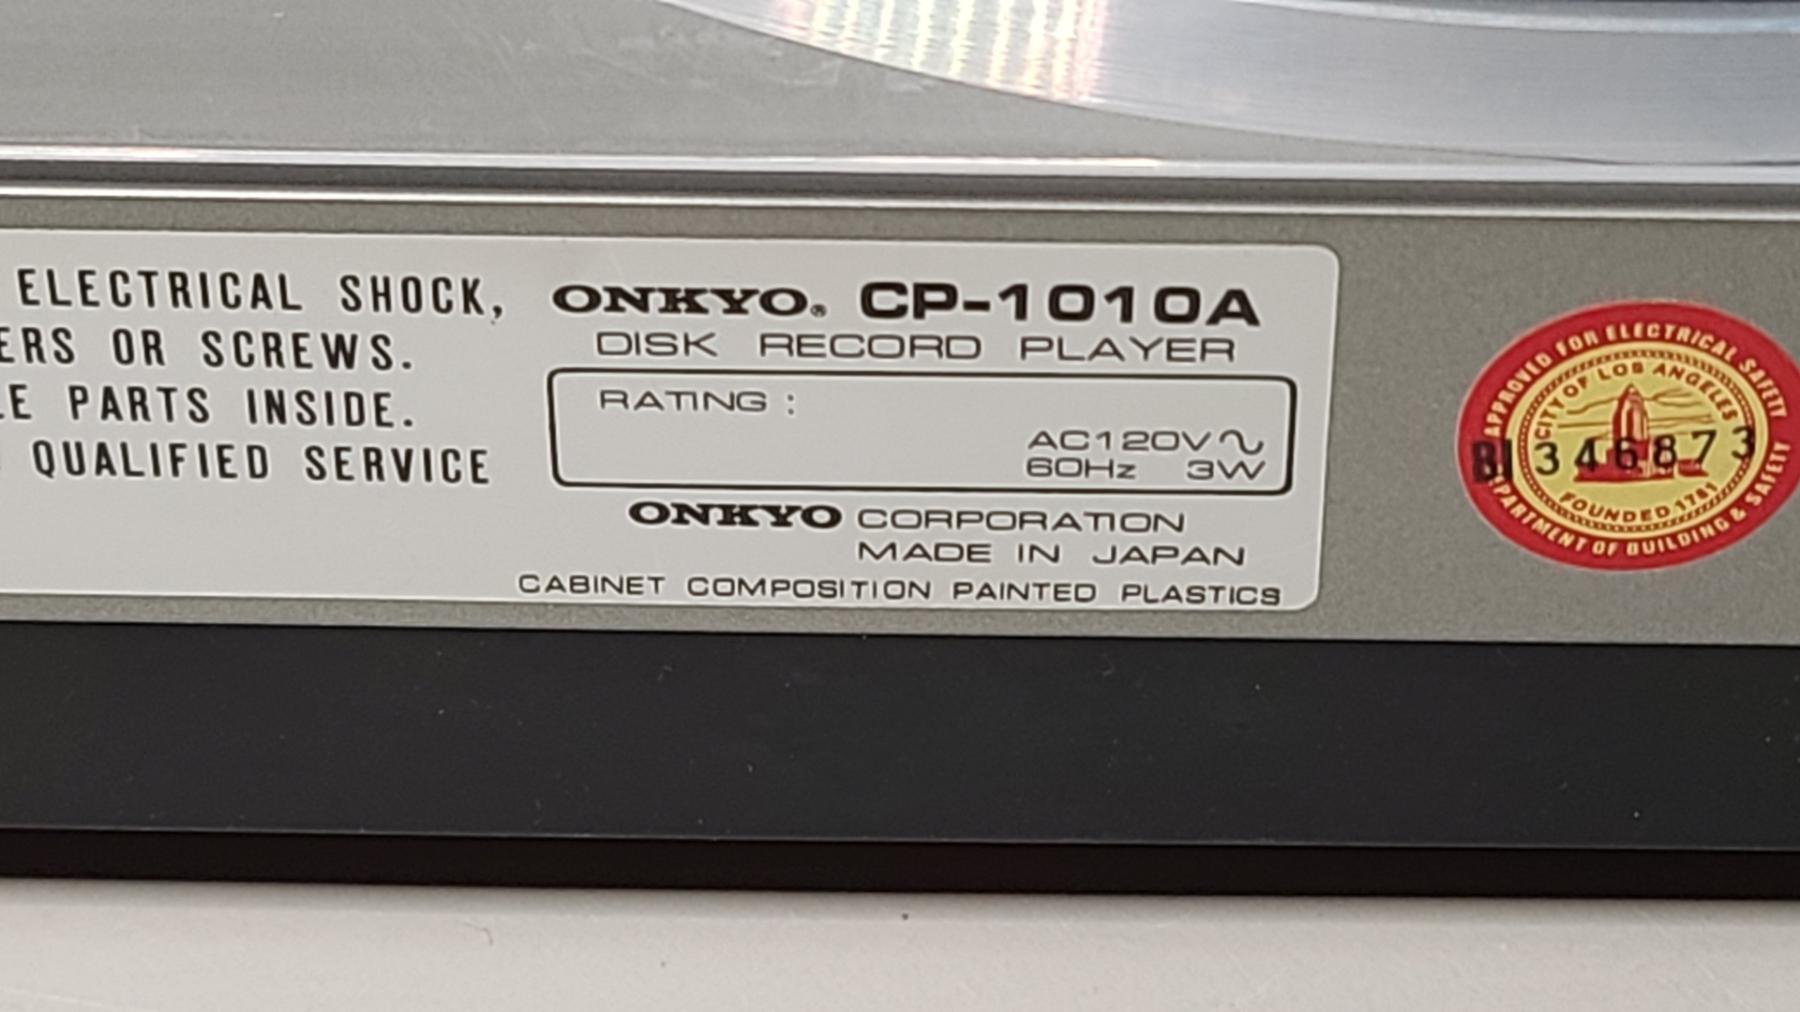 ELECTRICAL SHOCK,
OR SCREWS.
PARTS INSIDE.
QUALIFIED SERVICE
ONKYO® CP-1010A
DISK RECORD PLAYER
RATING :
AC120V∿
60Hz 3W
ONKYO CORPORATION
MADE IN JAPAN
CABINET COMPOSITION PAINTED PLASTICS
APPROVED FOR ELECTRICAL SAFETY
CITY OF LOS ANGELES
BI 346873
FOUNDED 1781
DEPARTMENT OF BUILDING & SAFETY